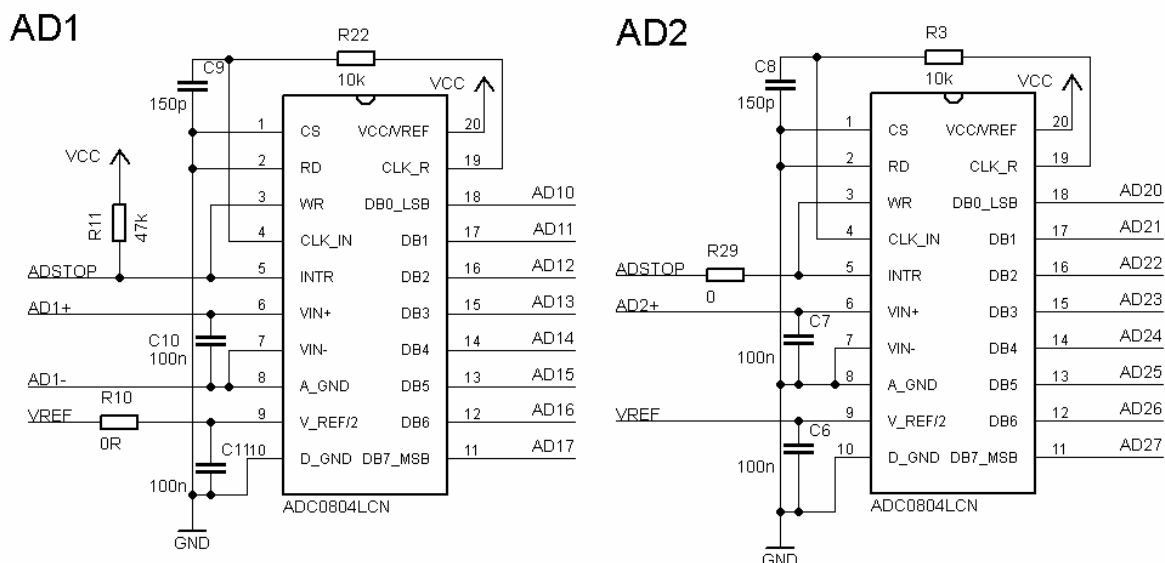 AD1
R22
10k
C9
150p
VCC
1 CS VCC/VREF 20
2 RD CLK_R 19
3 WR DB0_LSB 18 AD10
4 CLK_IN DB1 17 AD11
ADSTOP 5 INTR DB2 16 AD12
AD1+ 6 VIN+ DB3 15 AD13
7 VIN- DB4 14 AD14
AD1- 8 A_GND DB5 13 AD15
VREF 9 V_REF/2 DB6 12 AD16
10 D_GND DB7_MSB 11 AD17
VCC
R11
47k
C10
100n
R10
0R
C11
100n
ADC0804LCN
GND
AD2
R3
10k
C8
150p
VCC
1 CS VCC/VREF 20
2 RD CLK_R 19
3 WR DB0_LSB 18 AD20
4 CLK_IN DB1 17 AD21
ADSTOP 5 INTR DB2 16 AD22
AD2+ 6 VIN+ DB3 15 AD23
7 VIN- DB4 14 AD24
8 A_GND DB5 13 AD25
VREF 9 V_REF/2 DB6 12 AD26
10 D_GND DB7_MSB 11 AD27
R29
0
C7
100n
C6
100n
ADC0804LCN
GND